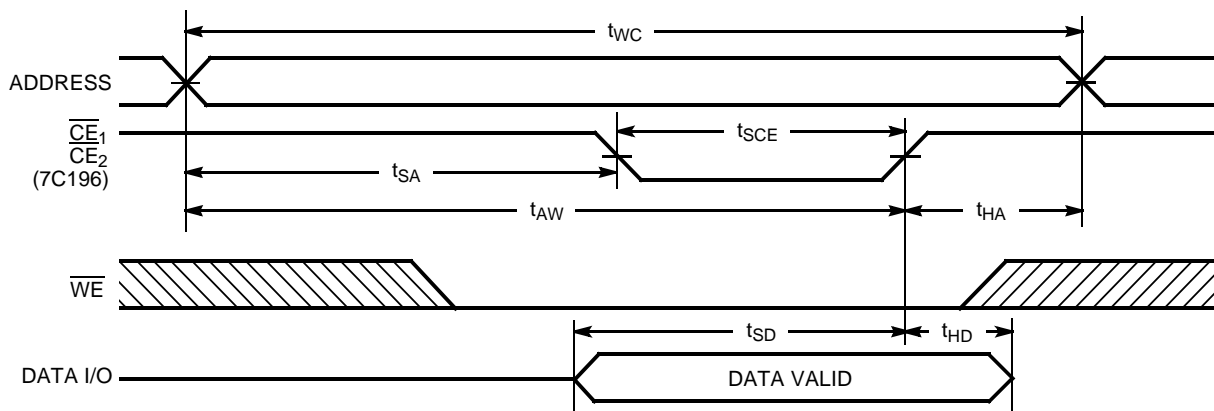 tWC
ADDRESS
CE1
CE2
(7C196)
tSCE
tSA
tAW
tHA
WE
tSD
tHD
DATA I/O
DATA VALID